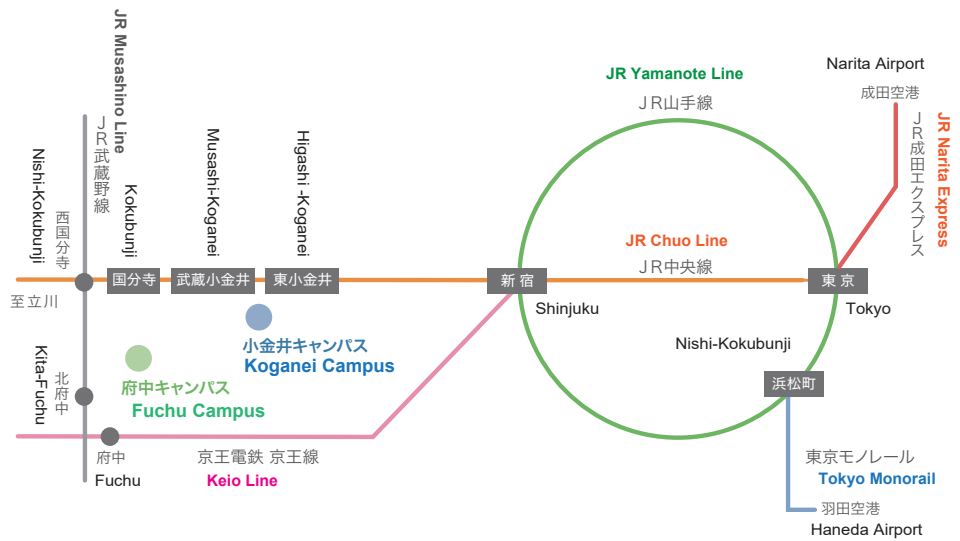 JR Musashino Line
JR武蔵野線
Nishi-Kokubunji
西国分寺
Kokubunji
Musashi-Koganei
Higashi -Koganei
国分寺
武蔵小金井
東小金井
至立川
JR Yamanote Line
JR山手線
Narita Airport
成田空港
JR成田エクスプレス
JR Narita Express
JR Chuo Line
JR中央線
新宿
Shinjuku
東京
Tokyo
小金井キャンパス
Koganei Campus
府中キャンパス
Fuchu Campus
Kita-Fuchu
北府中
府中
Fuchu
京王電鉄 京王線
Keio Line
Nishi-Kokubunji
浜松町
東京モノレール
Tokyo Monorail
羽田空港
Haneda Airport